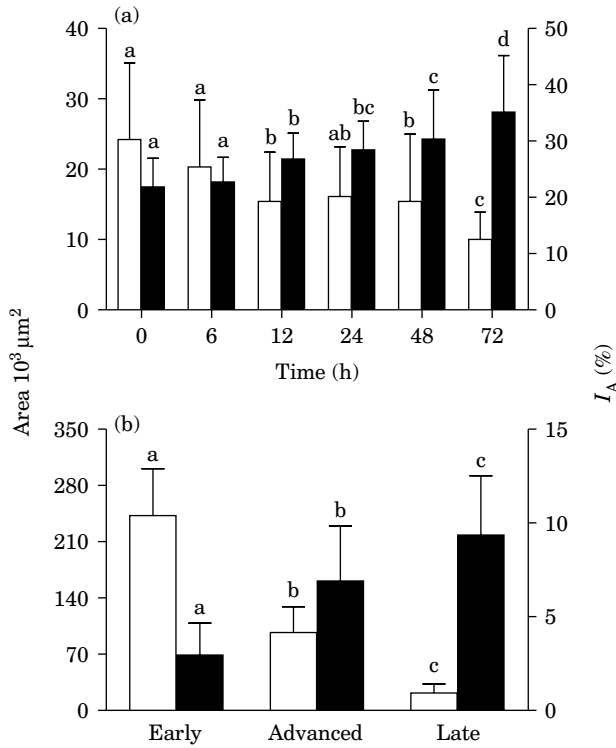 (a)
40
30
20
10
0
50
40
30
20
10
0
a
a
a
a
b
b
ab
bc
b
c
c
d
0 6 12 24 48 72
Time (h)
Area 10³ μm²
I_A (%)
(b)
350
280
210
140
70
0
15
10
5
0
a
a
b
b
c
c
Early Advanced Late